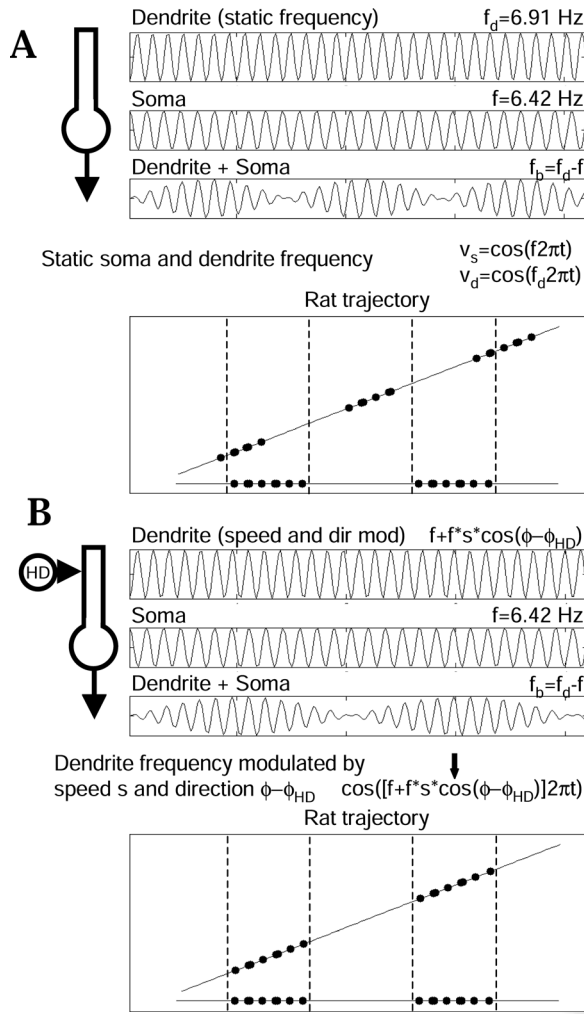 A
Dendrite (static frequency) f_d=6.91 Hz
Soma f=6.42 Hz
Dendrite + Soma f_b=f_d-f
Static soma and dendrite frequency
v_s=cos(f2πt)
v_d=cos(f_d2πt)
Rat trajectory
B
HD
Dendrite (speed and dir mod) f+f*s*cos(ϕ−ϕ_HD)
Soma f=6.42 Hz
Dendrite + Soma f_b=f_d-f
Dendrite frequency modulated by
speed s and direction ϕ−ϕ_HD cos([f+f*s*cos(ϕ−ϕ_HD)]2πt)
Rat trajectory